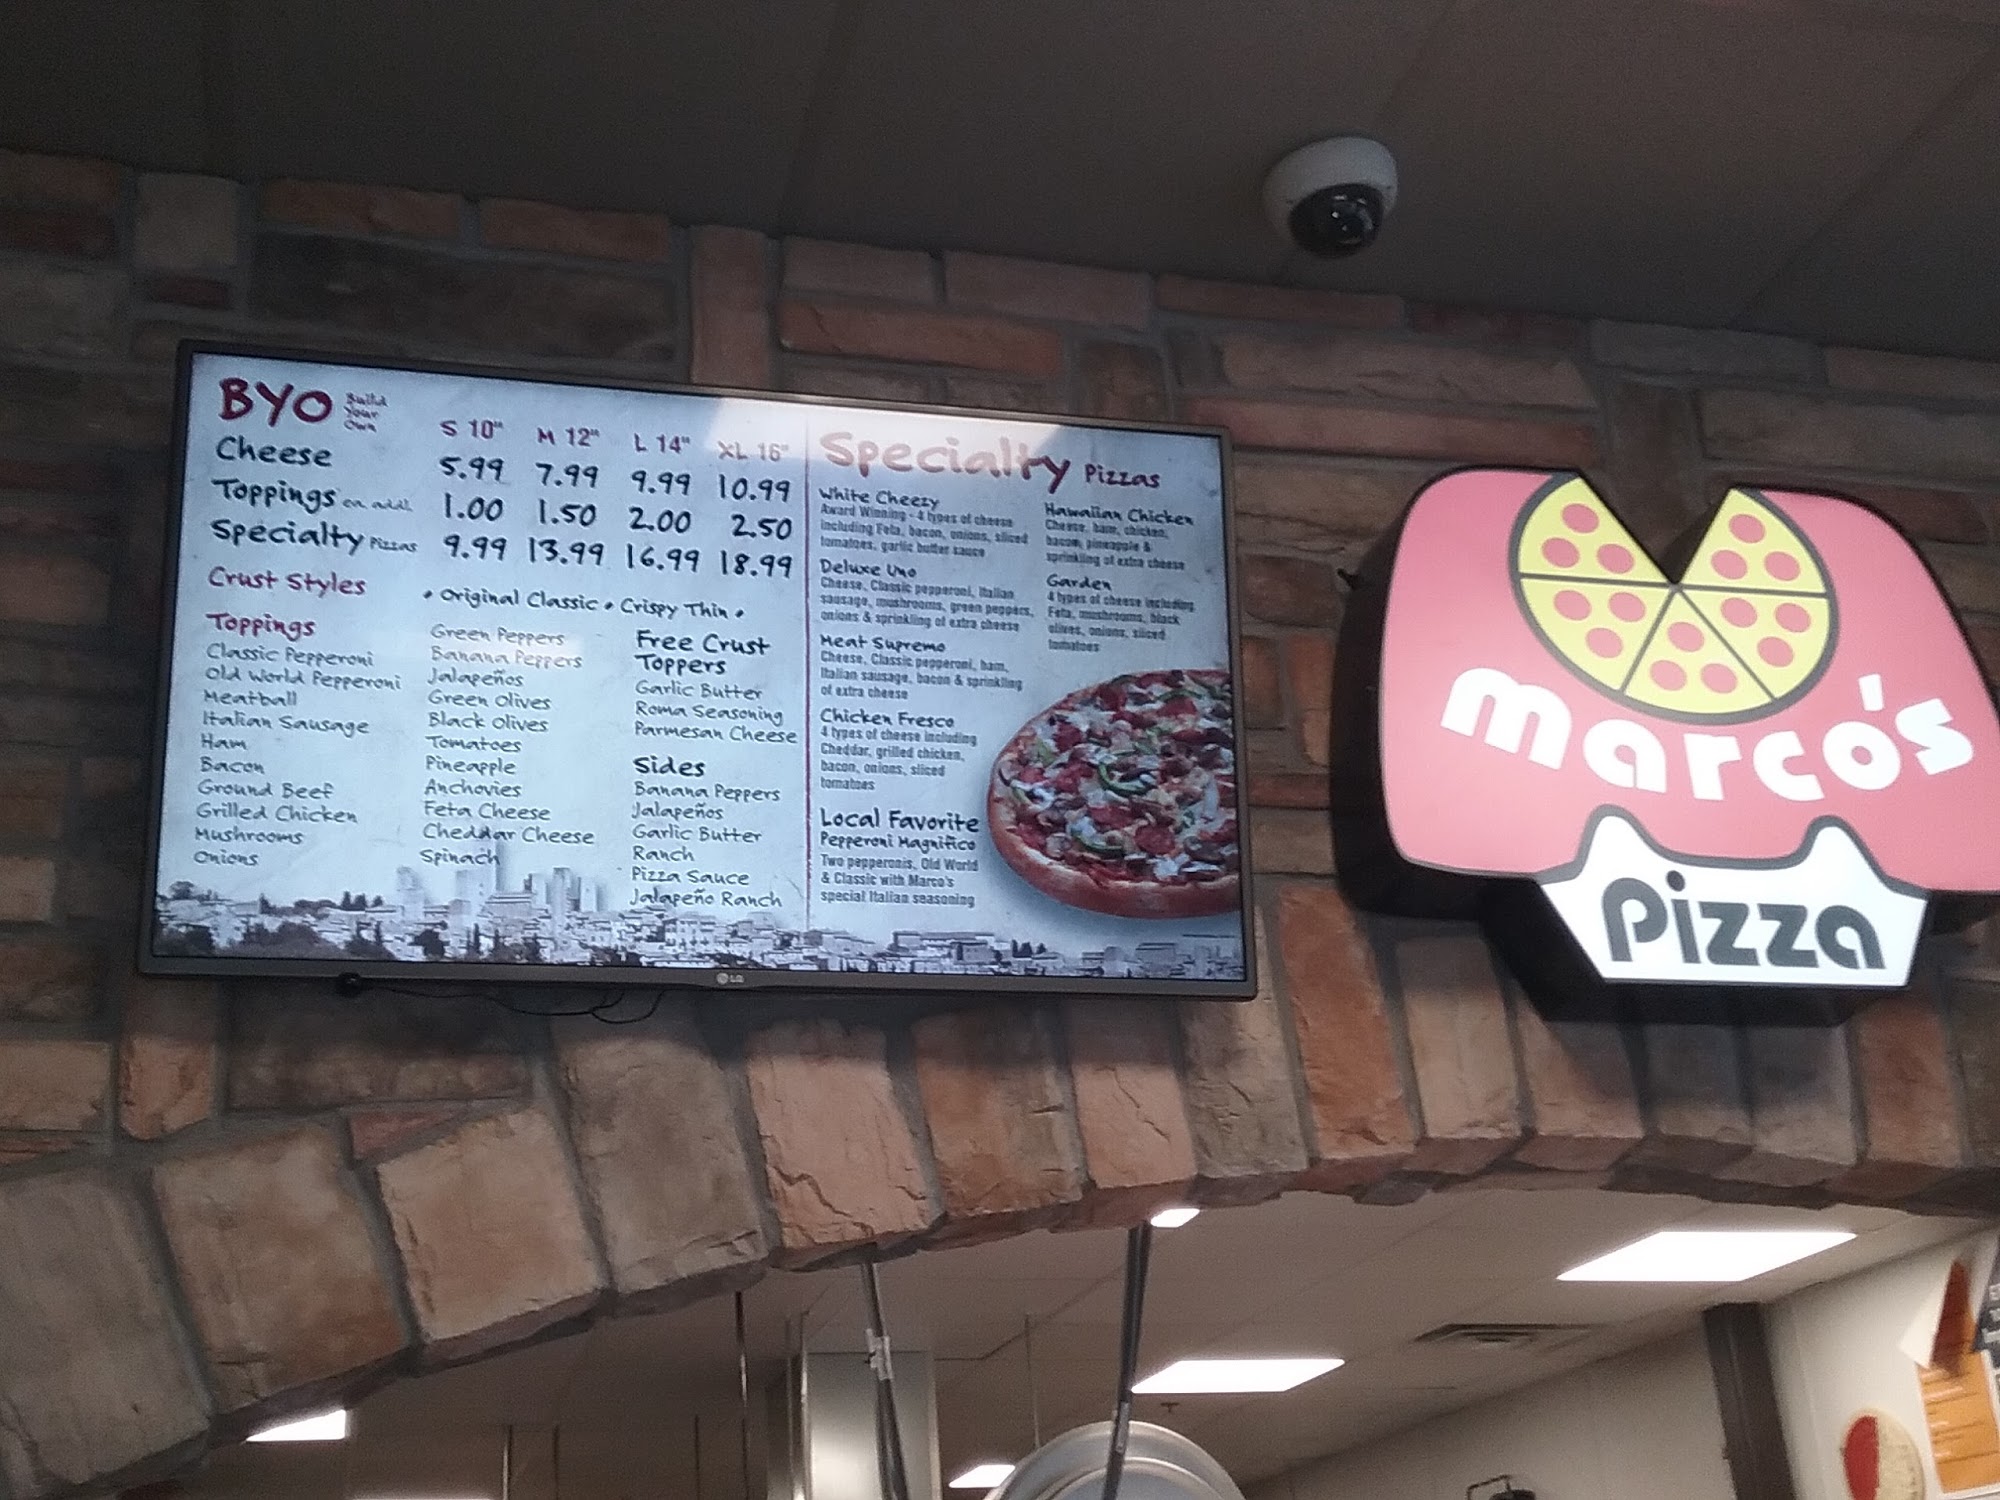 BYO Build
Your
Own
S 10" M 12" L 14" XL 16"
Cheese 5.99 7.99 9.99 10.99
Toppings ea. addl. 1.00 1.50 2.00 2.50
Specialty Pizzas 9.99 13.99 16.99 18.99
Crust Styles • Original Classic • Crispy Thin •
Toppings
Classic Pepperoni
Old World Pepperoni
Meatball
Italian Sausage
Ham
Bacon
Ground Beef
Grilled Chicken
Mushrooms
Onions
Green Peppers
Banana Peppers
Jalapeños
Green Olives
Black Olives
Tomatoes
Pineapple
Anchovies
Feta Cheese
Cheddar Cheese
Spinach
Free Crust
Toppers
Garlic Butter
Roma Seasoning
Parmesan Cheese
Sides
Banana Peppers
Jalapeños
Garlic Butter
Ranch
Pizza Sauce
Jalapeño Ranch
Specialty Pizzas
White Cheezy
Award Winning - 4 types of cheese
including Feta, bacon, onions, sliced
tomatoes, garlic butter sauce
Deluxe Uno
Cheese, Classic pepperoni, Italian
sausage, mushrooms, green peppers,
onions & sprinkling of extra cheese
Meat Supremo
Cheese, Classic pepperoni, ham,
Italian sausage, bacon & sprinkling
of extra cheese
Chicken Fresco
4 types of cheese including
Cheddar, grilled chicken,
bacon, onions, sliced
tomatoes
Local Favorite
Pepperoni Magnifico
Two pepperonis, Old World
& Classic with Marco's
special Italian seasoning
Hawaiian Chicken
Cheese, ham, chicken,
bacon, pineapple &
sprinkling of extra cheese
Garden
4 types of cheese including
Feta, mushrooms, black
olives, onions, sliced
tomatoes
LG
marco's
Pizza